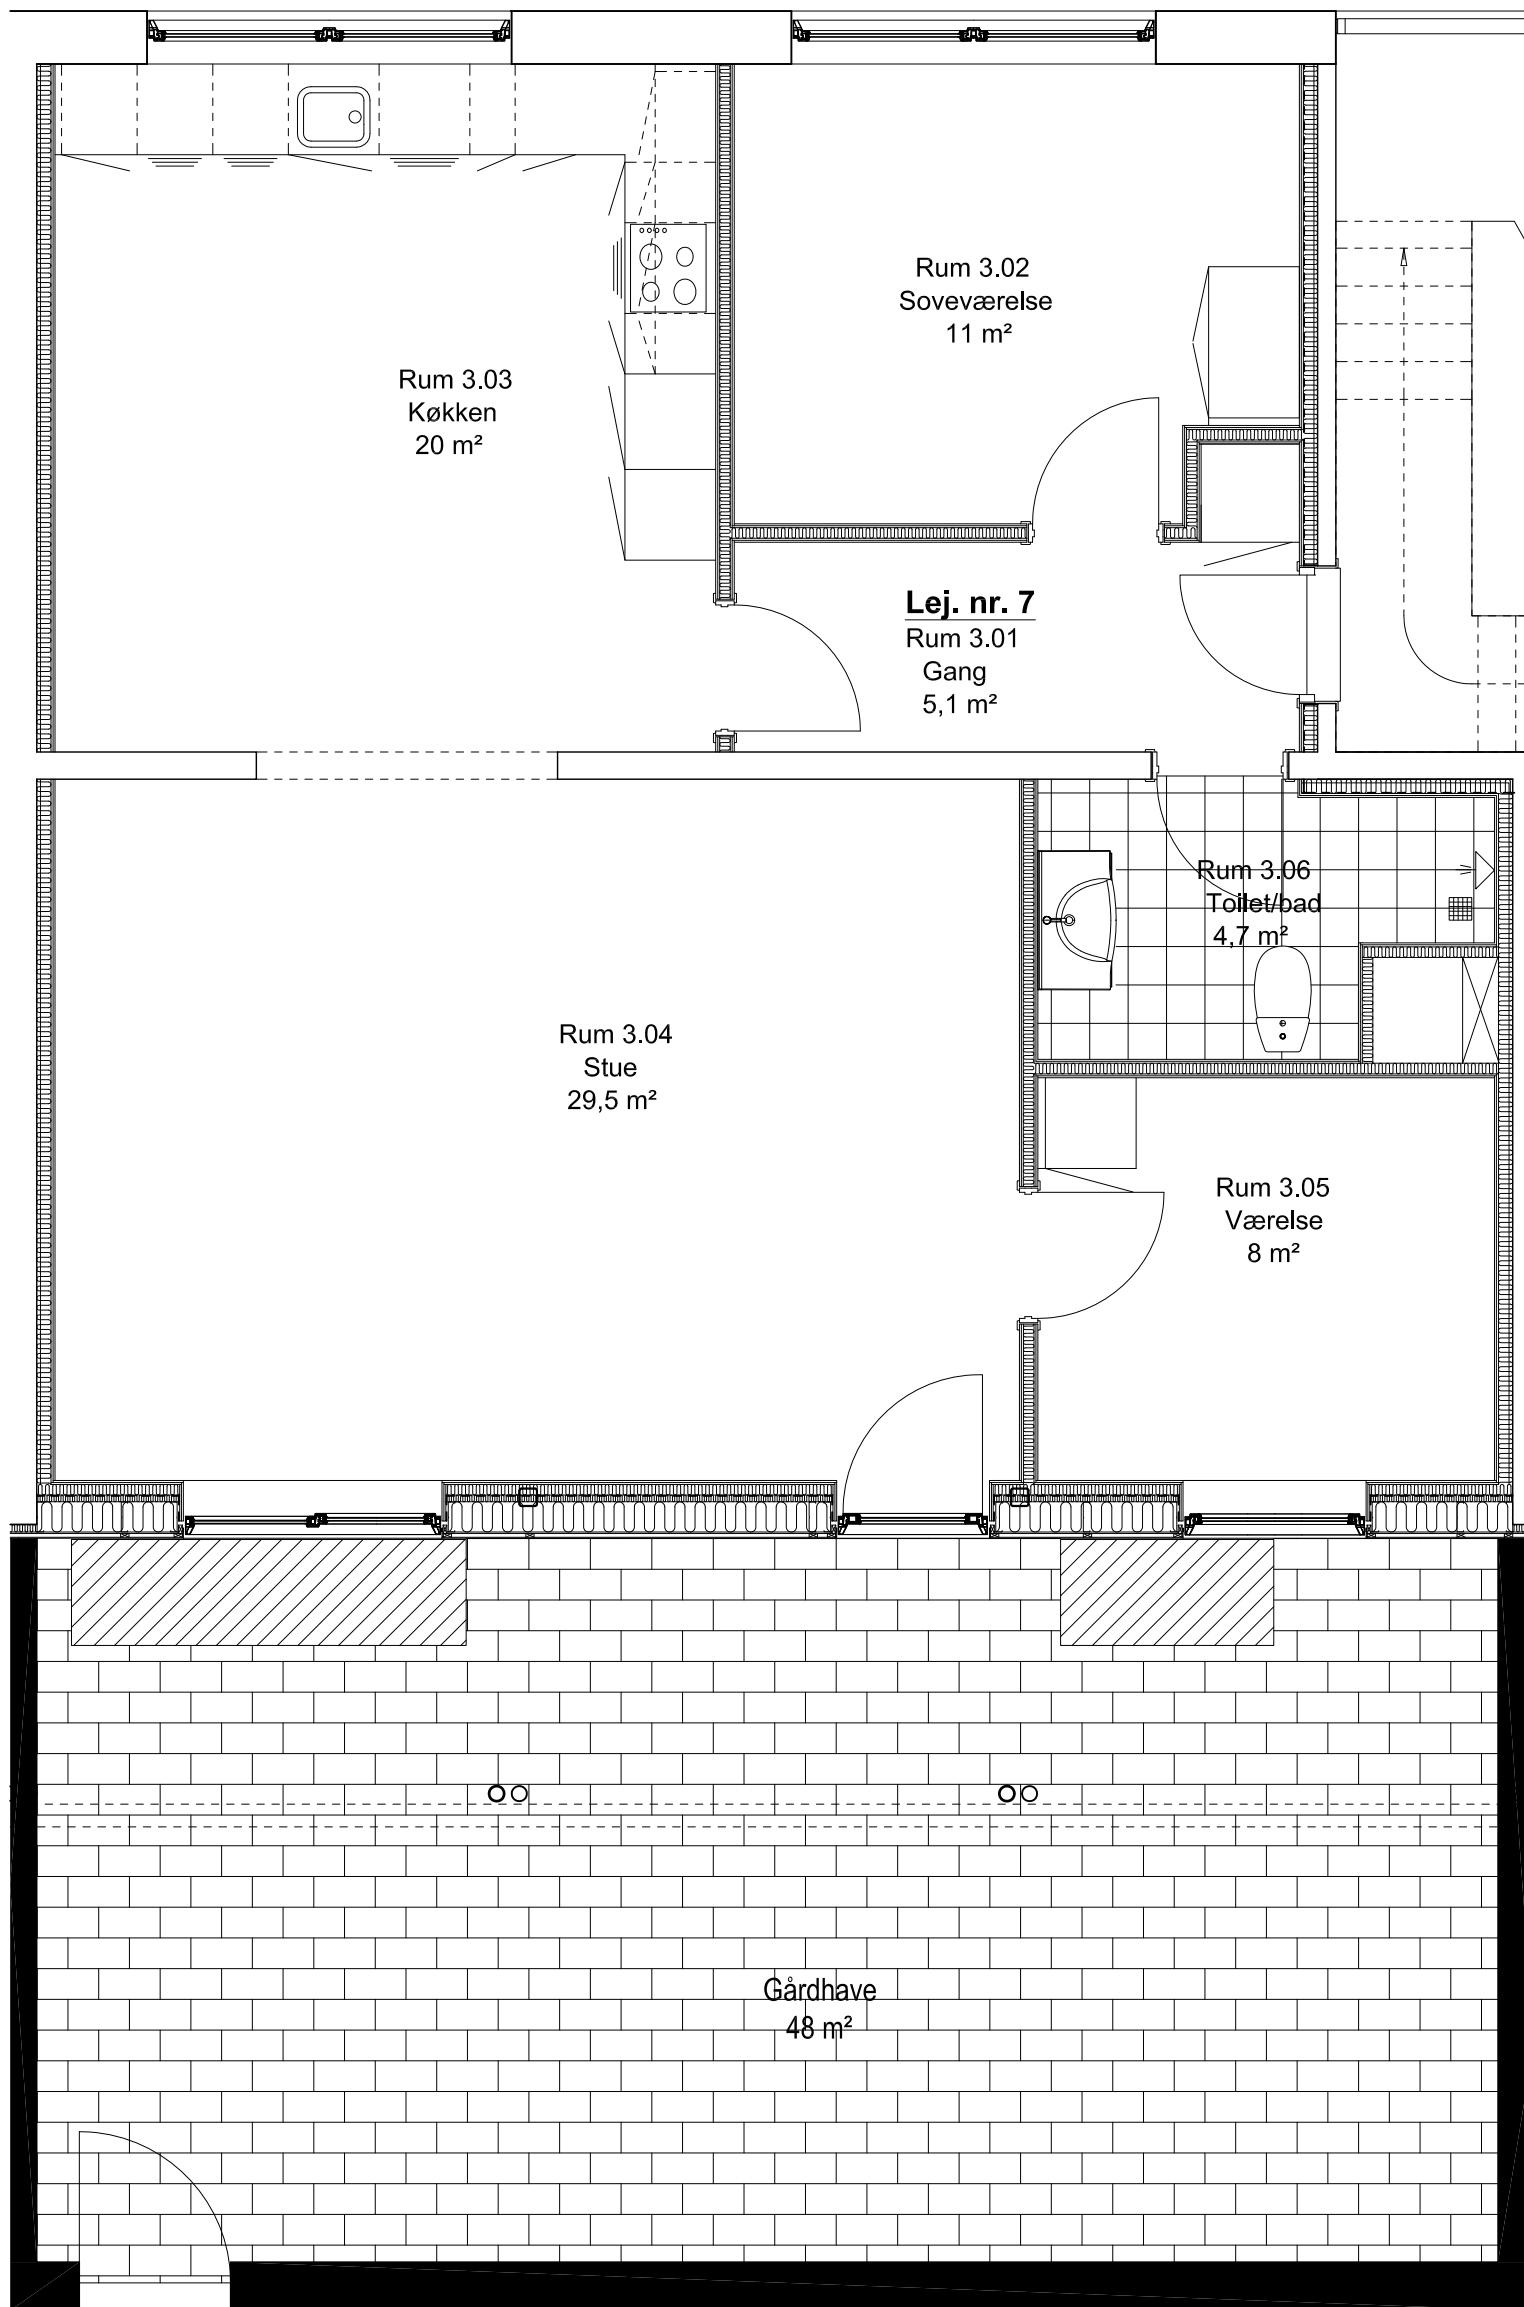 Rum 3.02
Soveværelse
11 m²
Rum 3.03
Køkken
20 m²
Lej. nr. 7
Rum 3.01
Gang
5,1 m²
Rum 3.06
Toilet/bad
4,7 m²
Rum 3.04
Stue
29,5 m²
Rum 3.05
Værelse
8 m²
Gårdhave
48 m²